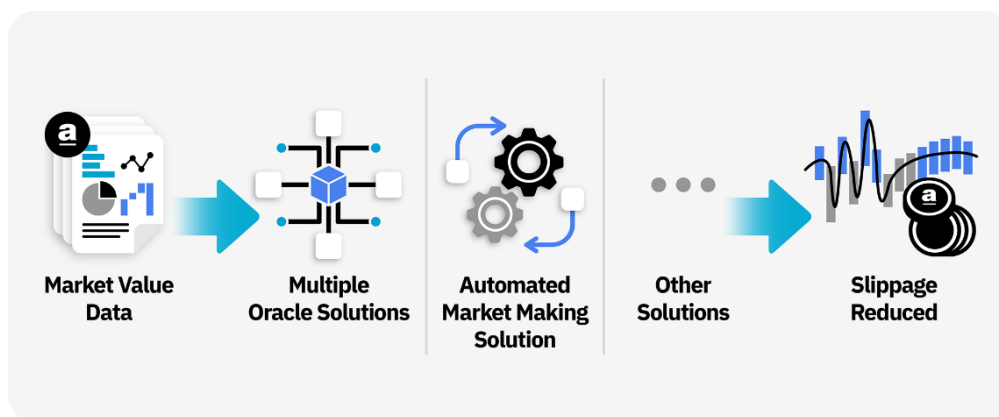 a
Market Value
Data
Multiple
Oracle Solutions
Automated
Market Making
Solution
Other
Solutions
a
Slippage
Reduced